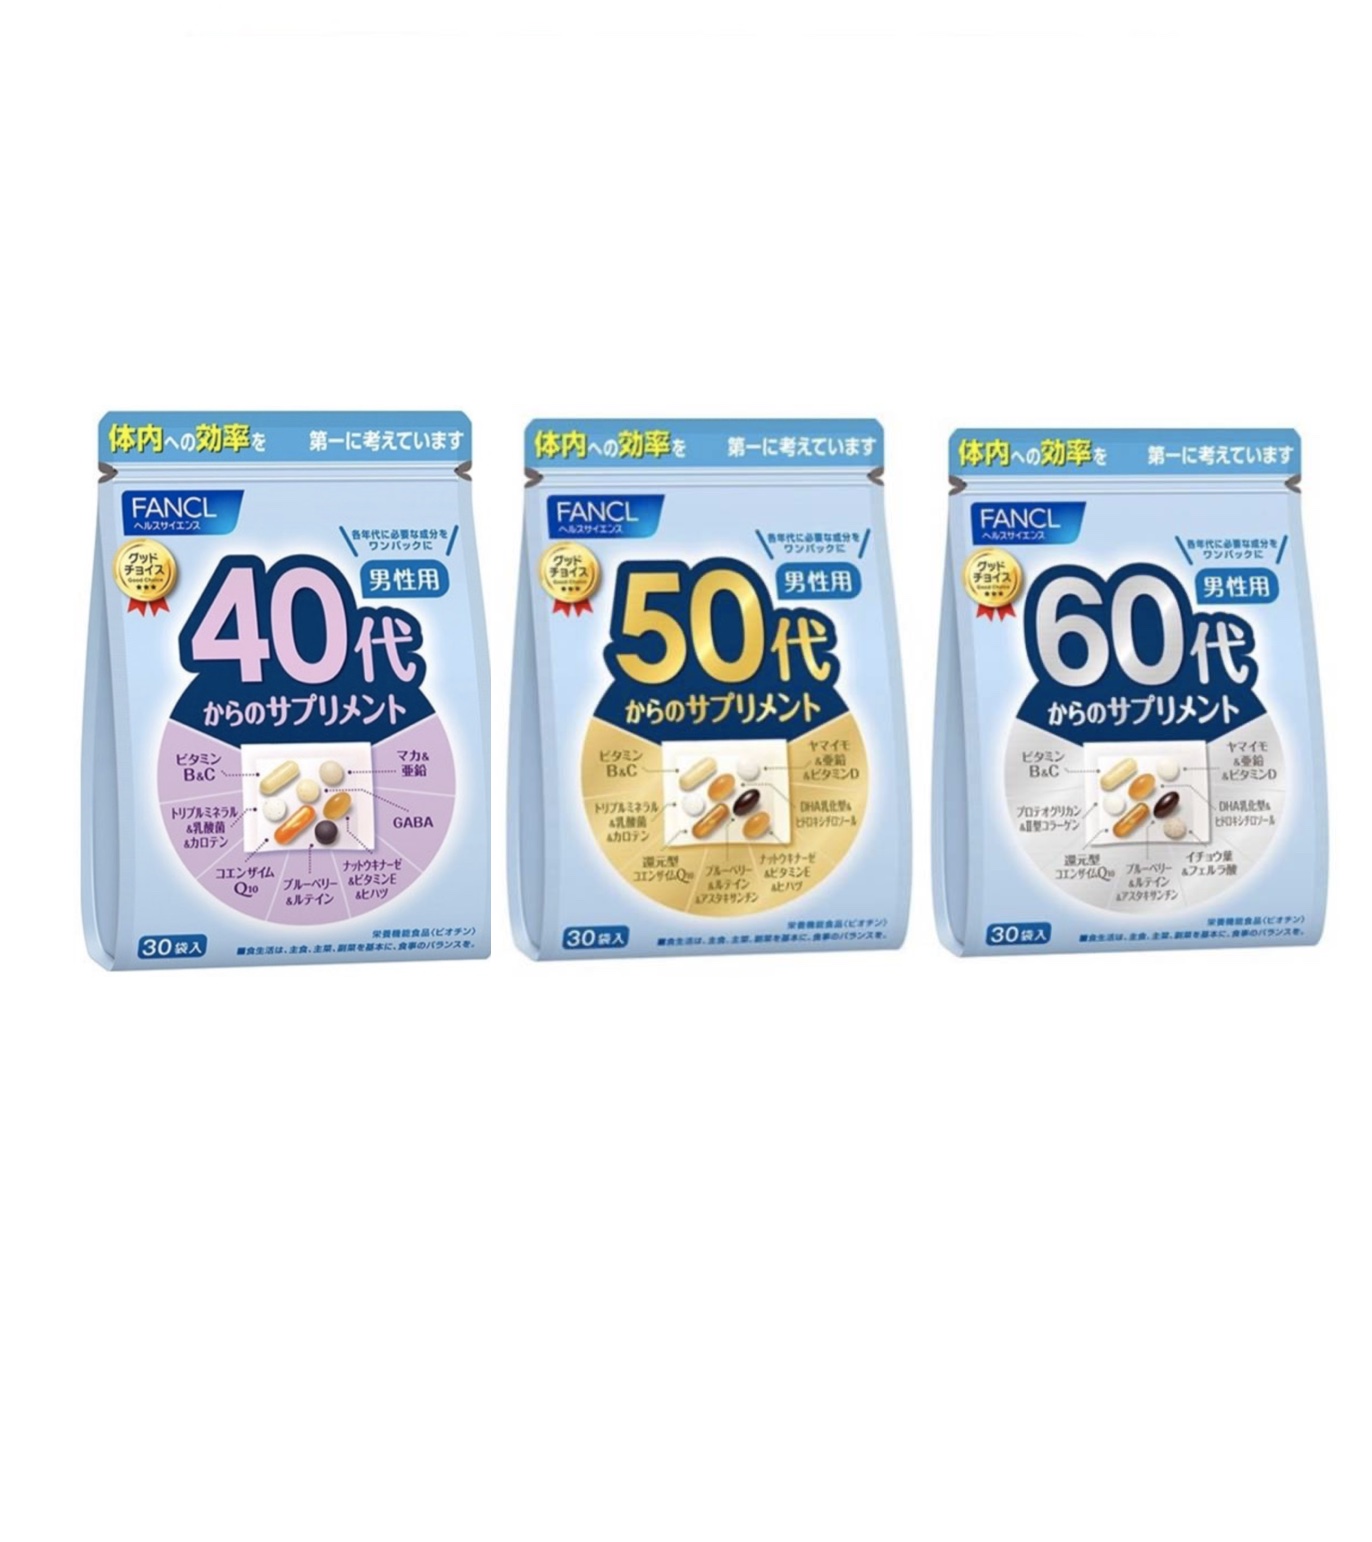 体内への効率を 第一に考えています
FANCL
ヘルスサイエンス
各年代に必要な成分を
ワンパックに
グッド
チョイス
Good Choice
男性用
40代
からのサプリメント
ビタミン
B&C
マカ&
亜鉛
トリプルミネラル
&乳酸菌
&カロテン
GABA
コエンザイム
Q10
ブルーベリー
&ルテイン
ナットウキナーゼ
&ビタミンE
&ヒハツ
栄養機能食品〈ビオチン〉
30袋入
■食生活は、主食、主菜、副菜を基本に、食事のバランスを。
体内への効率を 第一に考えています
FANCL
ヘルスサイエンス
各年代に必要な成分を
ワンパックに
グッド
チョイス
Good Choice
男性用
50代
からのサプリメント
ビタミン
B&C
ヤマイモ
&亜鉛
&ビタミンD
トリプルミネラル
&乳酸菌
&カロテン
DHA乳化型&
ヒドロキシチロソール
還元型
コエンザイムQ10
ブルーベリー
&ルテイン
&アスタキサンチン
ナットウキナーゼ
&ビタミンE
&ヒハツ
栄養機能食品〈ビオチン〉
30袋入
■食生活は、主食、主菜、副菜を基本に、食事のバランスを。
体内への効率を 第一に考えています
FANCL
ヘルスサイエンス
各年代に必要な成分を
ワンパックに
グッド
チョイス
Good Choice
男性用
60代
からのサプリメント
ビタミン
B&C
ヤマイモ
&亜鉛
&ビタミンD
プロテオグリカン
&Ⅱ型コラーゲン
DHA乳化型&
ヒドロキシチロソール
還元型
コエンザイムQ10
ブルーベリー
&ルテイン
&アスタキサンチン
イチョウ葉
&フェルラ酸
栄養機能食品〈ビオチン〉
30袋入
■食生活は、主食、主菜、副菜を基本に、食事のバランスを。